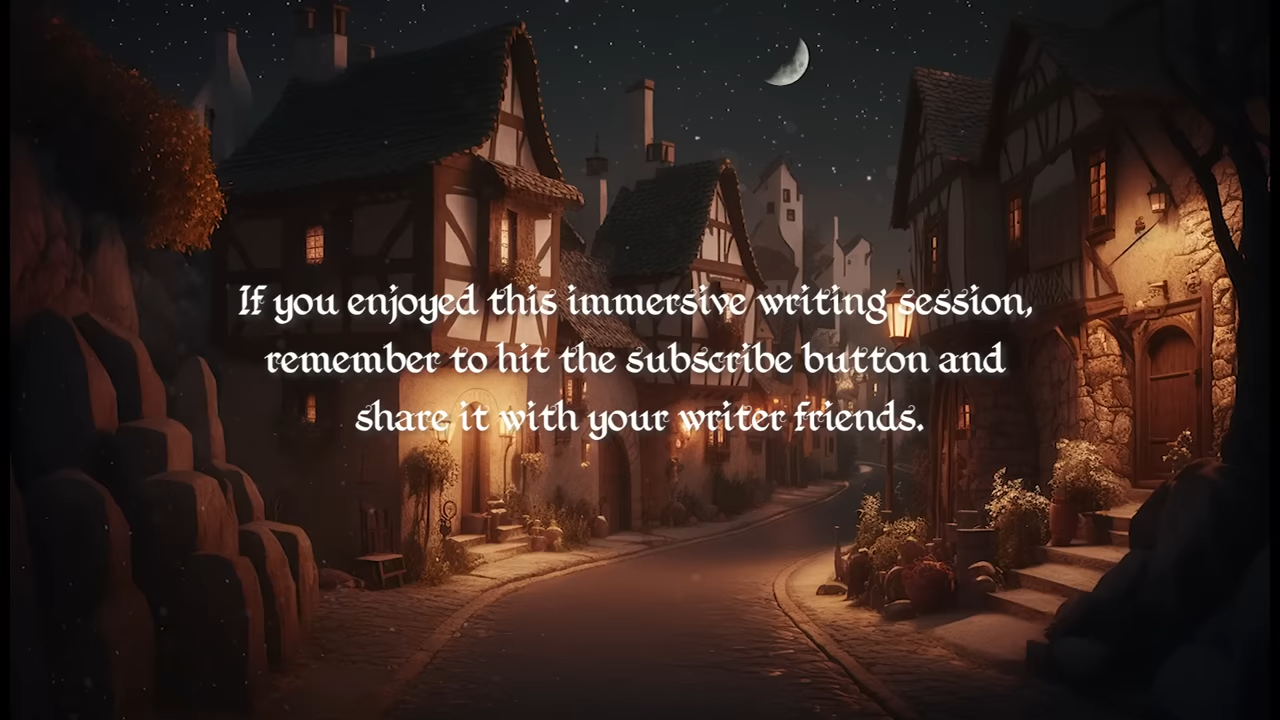 If you enjoyed this immersive writing session,
remember to hit the subscribe button and
share it with your writer friends.